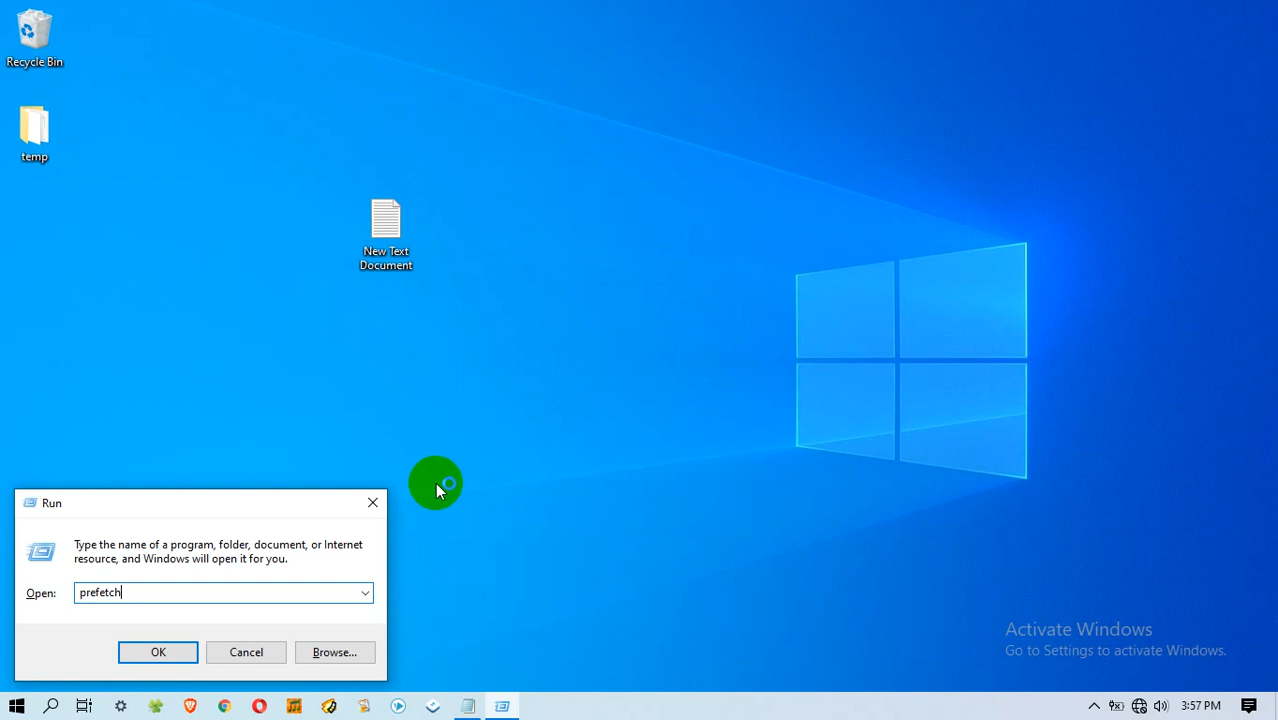 Recycle Bin
temp
New Text
Document
Run
Type the name of a program, folder, document, or Internet
resource, and Windows will open it for you.
Open:
prefetch
OK
Cancel
Browse...
Activate Windows
Go to Settings to activate Windows.
3:57 PM